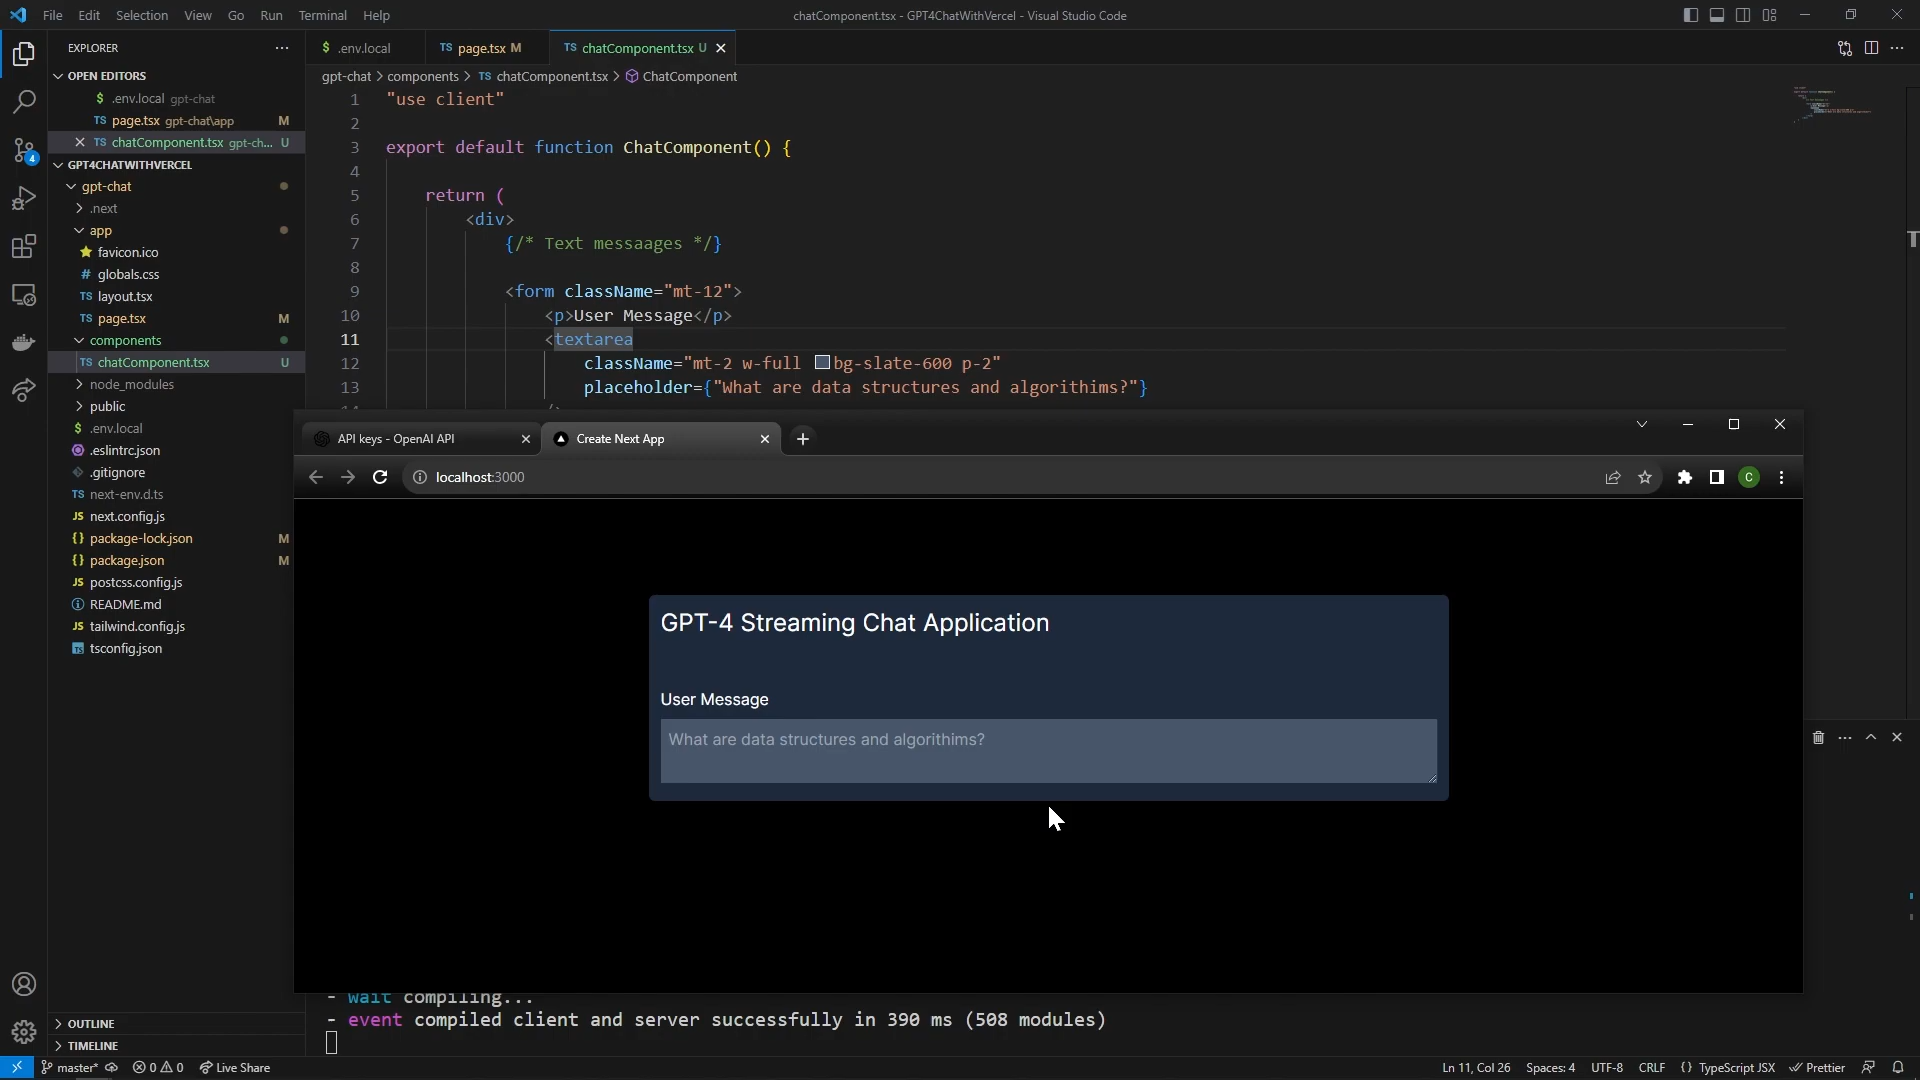 File Edit Selection View Go Run Terminal Help
chatComponent.tsx - GPT4ChatWithVercel - Visual Studio Code
EXPLORER
OPEN EDITORS
$ .env.local gpt-chat
TS page.tsx gpt-chat\app M
TS chatComponent.tsx gpt-ch... U
GPT4CHATWITHVERCEL
gpt-chat
.next
app
favicon.ico
# globals.css
TS layout.tsx
TS page.tsx M
components
TS chatComponent.tsx U
node_modules
public
$ .env.local
.eslintrc.json
.gitignore
TS next-env.d.ts
JS next.config.js
{} package-lock.json M
{} package.json M
JS postcss.config.js
README.md
JS tailwind.config.js
TS tsconfig.json
OUTLINE
TIMELINE
4
$ .env.local TS page.tsx M TS chatComponent.tsx U
gpt-chat > components > TS chatComponent.tsx > ChatComponent
1 "use client"
2
3 export default function ChatComponent() {
4
5 return (
6 <div>
7 {/* Text messaages */}
8
9 <form className="mt-12">
10 <p>User Message</p>
11 <textarea
12 className="mt-2 w-full bg-slate-600 p-2"
13 placeholder={"What are data structures and algorithims?"}
14 />
API keys - OpenAI API
Create Next App
localhost:3000
C
GPT-4 Streaming Chat Application
User Message
What are data structures and algorithims?
- wait compiling...
- event compiled client and server successfully in 390 ms (508 modules)
master* 0 0 Live Share
Ln 11, Col 26 Spaces: 4 UTF-8 CRLF {} TypeScript JSX Prettier